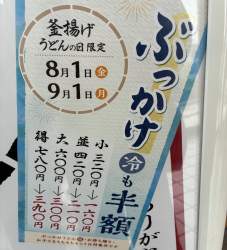 釜揚げ
うどんの日限定
8月1日(金)
9月1日(月)
ぶっかけ
冷も半額
小 三二〇円→一六〇円
並 四二〇円→二一〇円
大 六〇〇円→三〇〇円
得 七八〇円→三九〇円